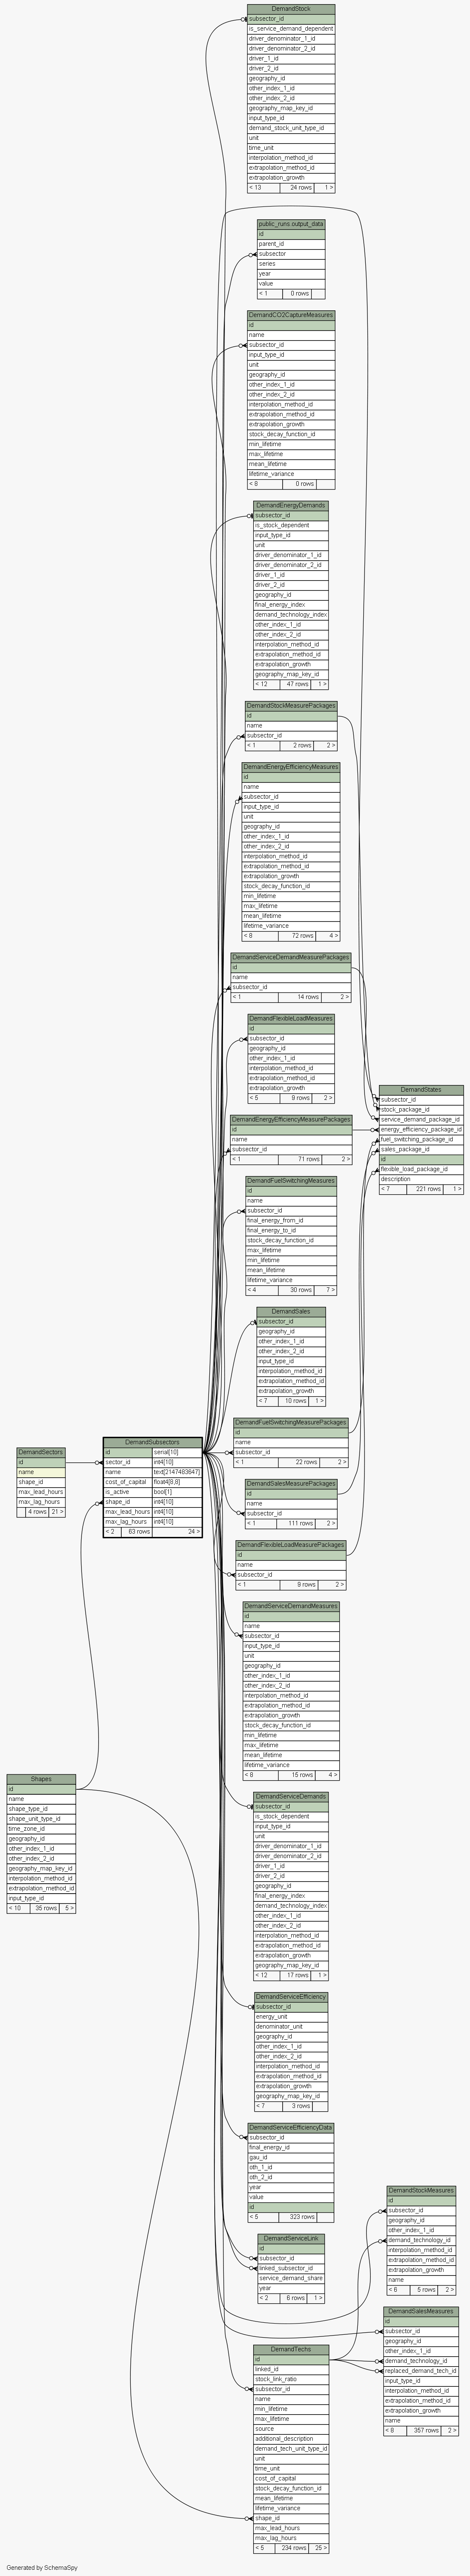 DemandStock
subsector_id
is_service_demand_dependent
driver_denominator_1_id
driver_denominator_2_id
driver_1_id
driver_2_id
geography_id
other_index_1_id
other_index_2_id
geography_map_key_id
input_type_id
demand_stock_unit_type_id
unit
time_unit
interpolation_method_id
extrapolation_method_id
extrapolation_growth
< 13 24 rows 1 >
public_runs.output_data
id
parent_id
subsector
series
year
value
< 1 0 rows
DemandCO2CaptureMeasures
id
name
subsector_id
input_type_id
unit
geography_id
other_index_1_id
other_index_2_id
interpolation_method_id
extrapolation_method_id
extrapolation_growth
stock_decay_function_id
min_lifetime
max_lifetime
mean_lifetime
lifetime_variance
< 8 0 rows
DemandEnergyDemands
subsector_id
is_stock_dependent
input_type_id
unit
driver_denominator_1_id
driver_denominator_2_id
driver_1_id
driver_2_id
geography_id
final_energy_index
demand_technology_index
other_index_1_id
other_index_2_id
interpolation_method_id
extrapolation_method_id
extrapolation_growth
geography_map_key_id
< 12 47 rows 1 >
DemandStockMeasurePackages
id
name
subsector_id
< 1 2 rows 2 >
DemandEnergyEfficiencyMeasures
id
name
subsector_id
input_type_id
unit
geography_id
other_index_1_id
other_index_2_id
interpolation_method_id
extrapolation_method_id
extrapolation_growth
stock_decay_function_id
min_lifetime
max_lifetime
mean_lifetime
lifetime_variance
< 8 72 rows 4 >
DemandServiceDemandMeasurePackages
id
name
subsector_id
< 1 14 rows 2 >
DemandFlexibleLoadMeasures
id
subsector_id
geography_id
other_index_1_id
interpolation_method_id
extrapolation_method_id
extrapolation_growth
< 5 9 rows 2 >
DemandStates
subsector_id
stock_package_id
service_demand_package_id
energy_efficiency_package_id
fuel_switching_package_id
sales_package_id
id
flexible_load_package_id
description
< 7 221 rows 1 >
DemandEnergyEfficiencyMeasurePackages
id
name
subsector_id
< 1 71 rows 2 >
DemandFuelSwitchingMeasures
id
name
subsector_id
final_energy_from_id
final_energy_to_id
stock_decay_function_id
max_lifetime
min_lifetime
mean_lifetime
lifetime_variance
< 4 30 rows 7 >
DemandSales
subsector_id
geography_id
other_index_1_id
other_index_2_id
input_type_id
interpolation_method_id
extrapolation_method_id
extrapolation_growth
< 7 10 rows 1 >
DemandFuelSwitchingMeasurePackages
id
name
subsector_id
< 1 22 rows 2 >
DemandSectors
id
name
shape_id
max_lead_hours
max_lag_hours
4 rows 21 >
DemandSubsectors
id serial[10]
sector_id int4[10]
name text[2147483647]
cost_of_capital float4[8,8]
is_active bool[1]
shape_id int4[10]
max_lead_hours int4[10]
max_lag_hours int4[10]
< 2 63 rows 24 >
DemandSalesMeasurePackages
id
name
subsector_id
< 1 111 rows 2 >
DemandFlexibleLoadMeasurePackages
id
name
subsector_id
< 1 9 rows 2 >
DemandServiceDemandMeasures
id
name
subsector_id
input_type_id
unit
geography_id
other_index_1_id
other_index_2_id
interpolation_method_id
extrapolation_method_id
extrapolation_growth
stock_decay_function_id
min_lifetime
max_lifetime
mean_lifetime
lifetime_variance
< 8 15 rows 4 >
Shapes
id
name
shape_type_id
shape_unit_type_id
time_zone_id
geography_id
other_index_1_id
other_index_2_id
geography_map_key_id
interpolation_method_id
extrapolation_method_id
input_type_id
< 10 35 rows 5 >
DemandServiceDemands
subsector_id
is_stock_dependent
input_type_id
unit
driver_denominator_1_id
driver_denominator_2_id
driver_1_id
driver_2_id
geography_id
final_energy_index
demand_technology_index
other_index_1_id
other_index_2_id
interpolation_method_id
extrapolation_method_id
extrapolation_growth
geography_map_key_id
< 12 17 rows 1 >
DemandServiceEfficiency
subsector_id
energy_unit
denominator_unit
geography_id
other_index_1_id
other_index_2_id
interpolation_method_id
extrapolation_method_id
extrapolation_growth
geography_map_key_id
< 7 3 rows
DemandServiceEfficiencyData
subsector_id
final_energy_id
gau_id
oth_1_id
oth_2_id
year
value
id
< 5 323 rows
DemandStockMeasures
id
subsector_id
geography_id
other_index_1_id
demand_technology_id
interpolation_method_id
extrapolation_method_id
extrapolation_growth
name
< 6 5 rows 2 >
DemandServiceLink
id
subsector_id
linked_subsector_id
service_demand_share
year
< 2 6 rows 1 >
DemandSalesMeasures
id
subsector_id
geography_id
other_index_1_id
demand_technology_id
replaced_demand_tech_id
input_type_id
interpolation_method_id
extrapolation_method_id
extrapolation_growth
name
< 8 357 rows 2 >
DemandTechs
id
linked_id
stock_link_ratio
subsector_id
name
min_lifetime
max_lifetime
source
additional_description
demand_tech_unit_type_id
unit
time_unit
cost_of_capital
stock_decay_function_id
mean_lifetime
lifetime_variance
shape_id
max_lead_hours
max_lag_hours
< 5 234 rows 25 >
Generated by SchemaSpy